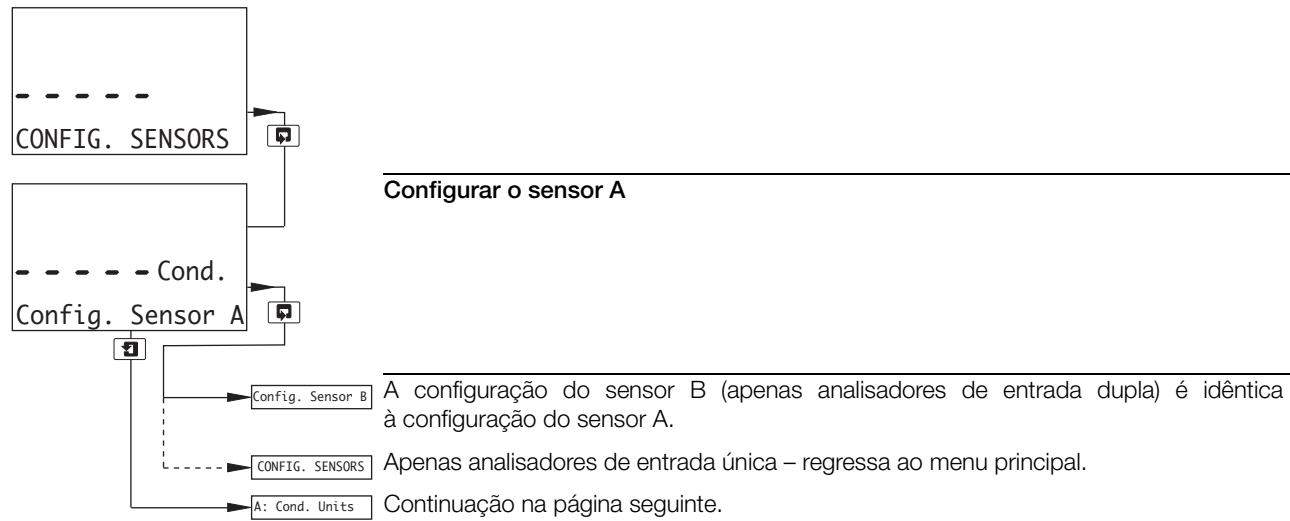 - - - - -
CONFIG. SENSORS
Configurar o sensor A
- - - - - Cond.
Config. Sensor A
Config. Sensor B
A configuração do sensor B (apenas analisadores de entrada dupla) é idêntica
à configuração do sensor A.
CONFIG. SENSORS
Apenas analisadores de entrada única – regressa ao menu principal.
A: Cond. Units
Continuação na página seguinte.